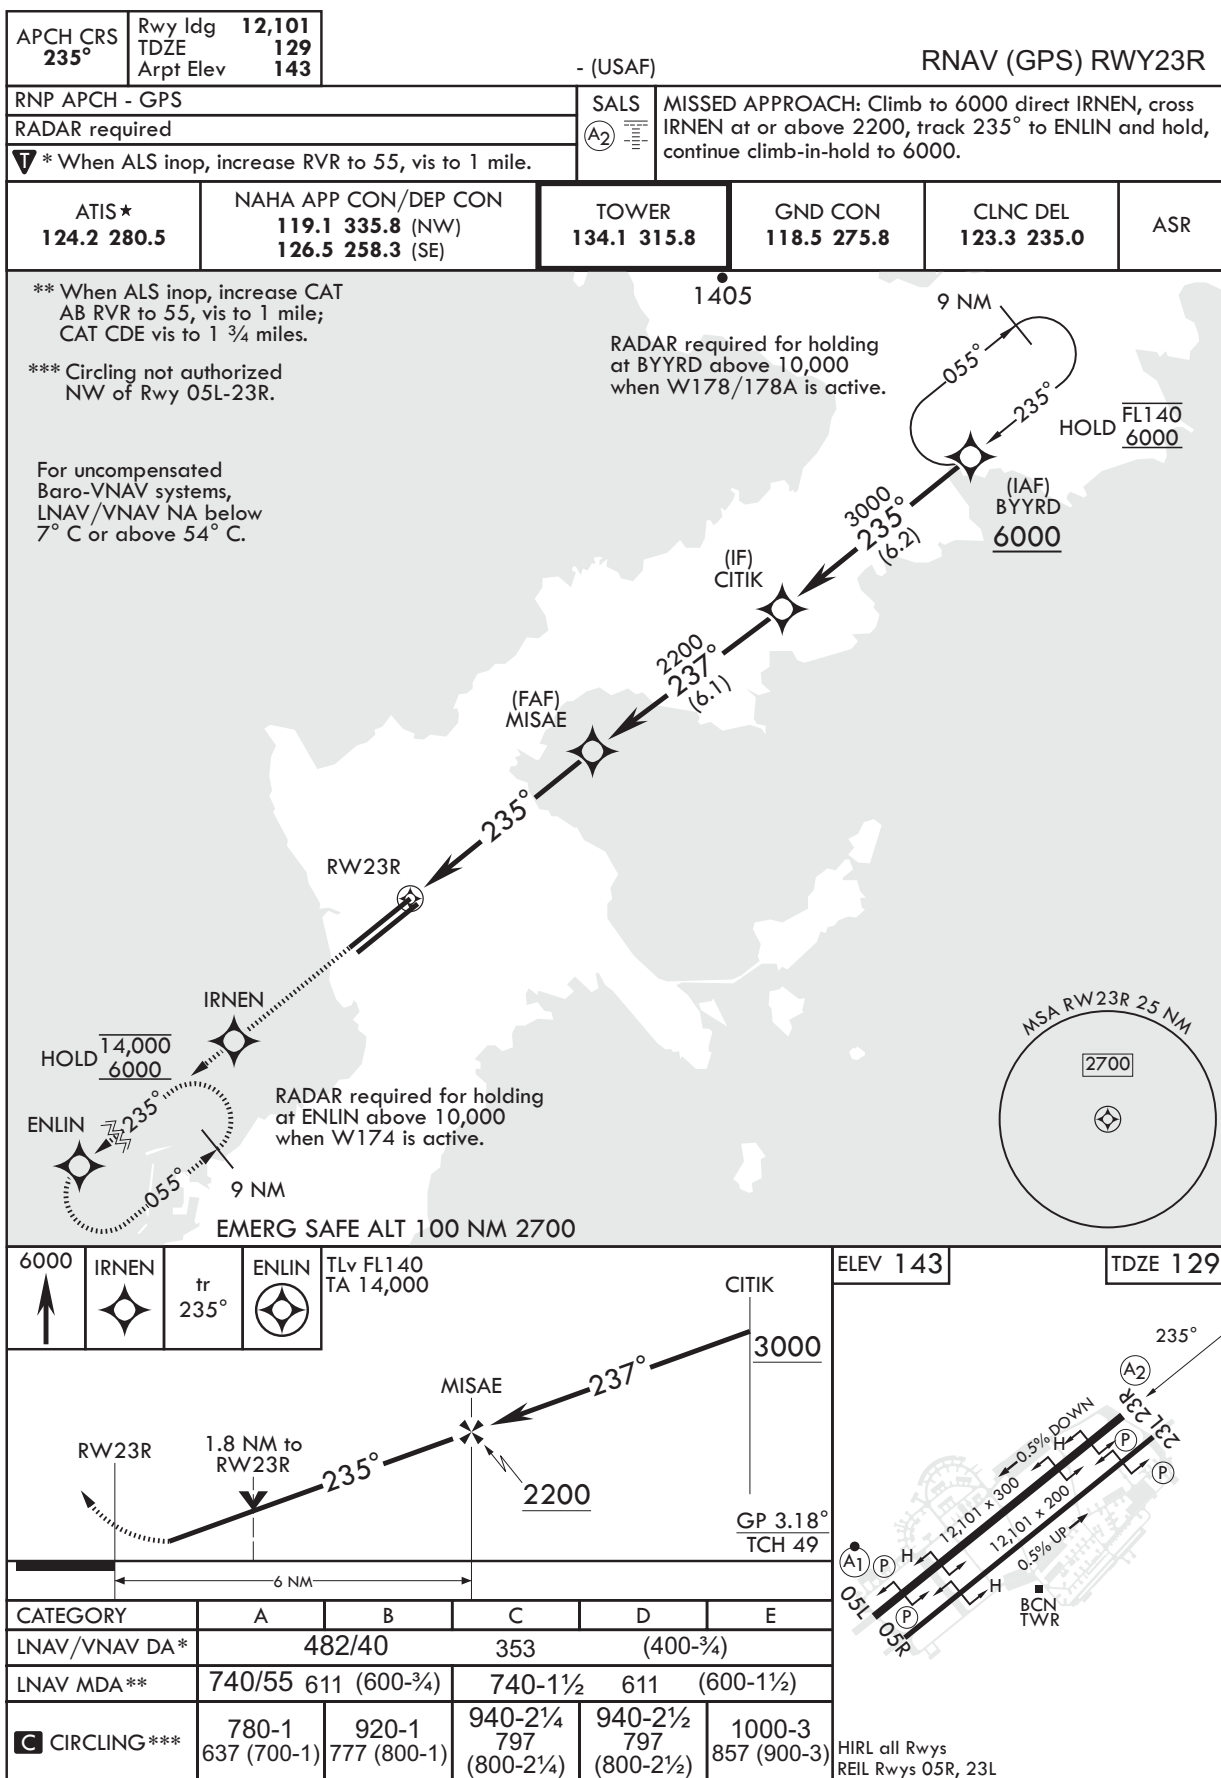 APCH CRS
235°
Rwy ldg 12,101
TDZE 129
Arpt Elev 143
- (USAF)
RNAV (GPS) RWY23R
RNP APCH - GPS
RADAR required
T * When ALS inop, increase RVR to 55, vis to 1 mile.
SALS
A2
MISSED APPROACH: Climb to 6000 direct IRNEN, cross
IRNEN at or above 2200, track 235° to ENLIN and hold,
continue climb-in-hold to 6000.
ATIS★
124.2 280.5
NAHA APP CON/DEP CON
119.1 335.8 (NW)
126.5 258.3 (SE)
TOWER
134.1 315.8
GND CON
118.5 275.8
CLNC DEL
123.3 235.0
ASR
** When ALS inop, increase CAT
AB RVR to 55, vis to 1 mile;
CAT CDE vis to 1 ¾ miles.
*** Circling not authorized
NW of Rwy 05L-23R.
For uncompensated
Baro-VNAV systems,
LNAV/VNAV NA below
7° C or above 54° C.
1405
RADAR required for holding
at BYYRD above 10,000
when W178/178A is active.
9 NM
055°
235°
HOLD FL140
6000
(IAF)
BYYRD
6000
3000
235°
(6.2)
(IF)
CITIK
2200
237°
(6.1)
(FAF)
MISAE
235°
RW23R
IRNEN
HOLD 14,000
6000
235°
ENLIN
055°
9 NM
RADAR required for holding
at ENLIN above 10,000
when W174 is active.
MSA RW23R 25 NM
2700
EMERG SAFE ALT 100 NM 2700
6000
IRNEN
tr
235°
ENLIN
TLv FL140
TA 14,000
CITIK
3000
237°
MISAE
2200
235°
1.8 NM to
RW23R
RW23R
GP 3.18°
TCH 49
6 NM
ELEV 143
TDZE 129
235°
A2
23R
23L
0.5% DOWN
H
P
P
12,101 x 300
12,101 x 200
0.5% UP
A1
P
H
H
P
05L
05R
BCN
TWR
HIRL all Rwys
REIL Rwys 05R, 23L
CATEGORY A B C D E
LNAV/VNAV DA* 482/40 353 (400-¾)
LNAV MDA** 740/55 611 (600-¾) 740-1½ 611 (600-1½)
C CIRCLING***
780-1
637 (700-1)
920-1
777 (800-1)
940-2¼
797
(800-2¼)
940-2½
797
(800-2½)
1000-3
857 (900-3)